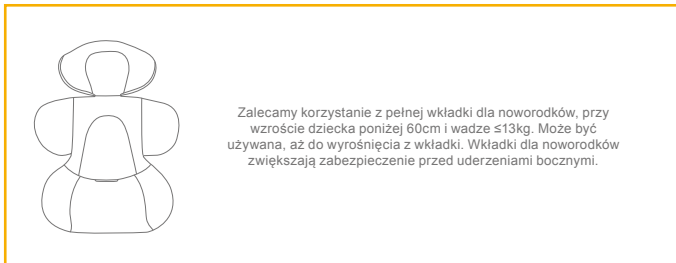 Zalecamy korzystanie z pełnej wkładki dla noworodków, przy
wzroście dziecka poniżej 60cm i wadze ≤13kg. Może być
używana, aż do wyrośnięcia z wkładki. Wkładki dla noworodków
zwiększają zabezpieczenie przed uderzeniami bocznymi.